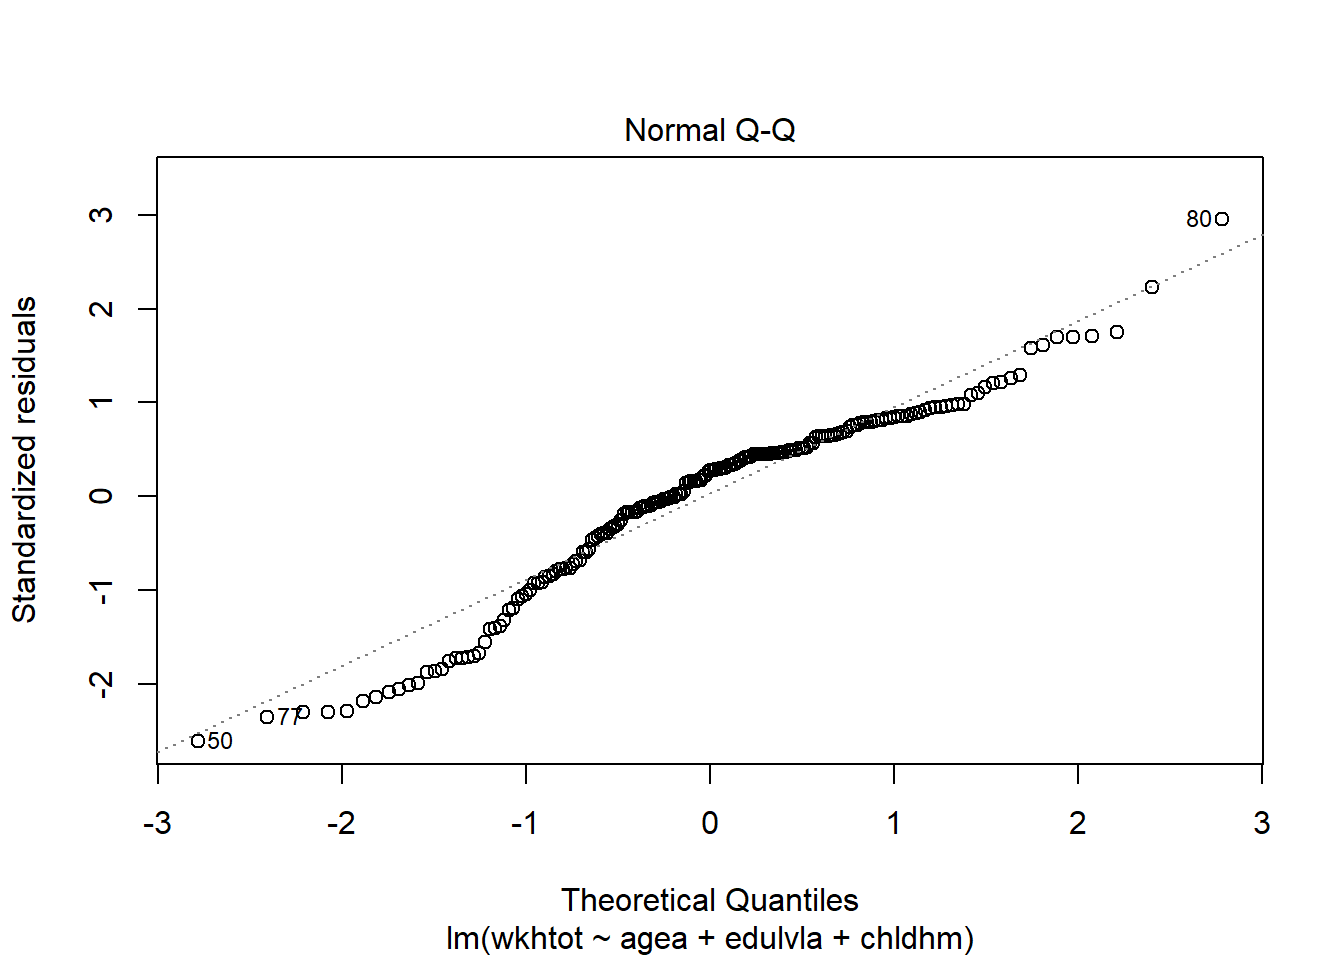 Normal Q-Q
Standardized residuals
3
2
1
0
-1
-2
80
77
50
-3 -2 -1 0 1 2 3
Theoretical Quantiles
lm(wkhtot ~ agea + edulvla + chldhm)